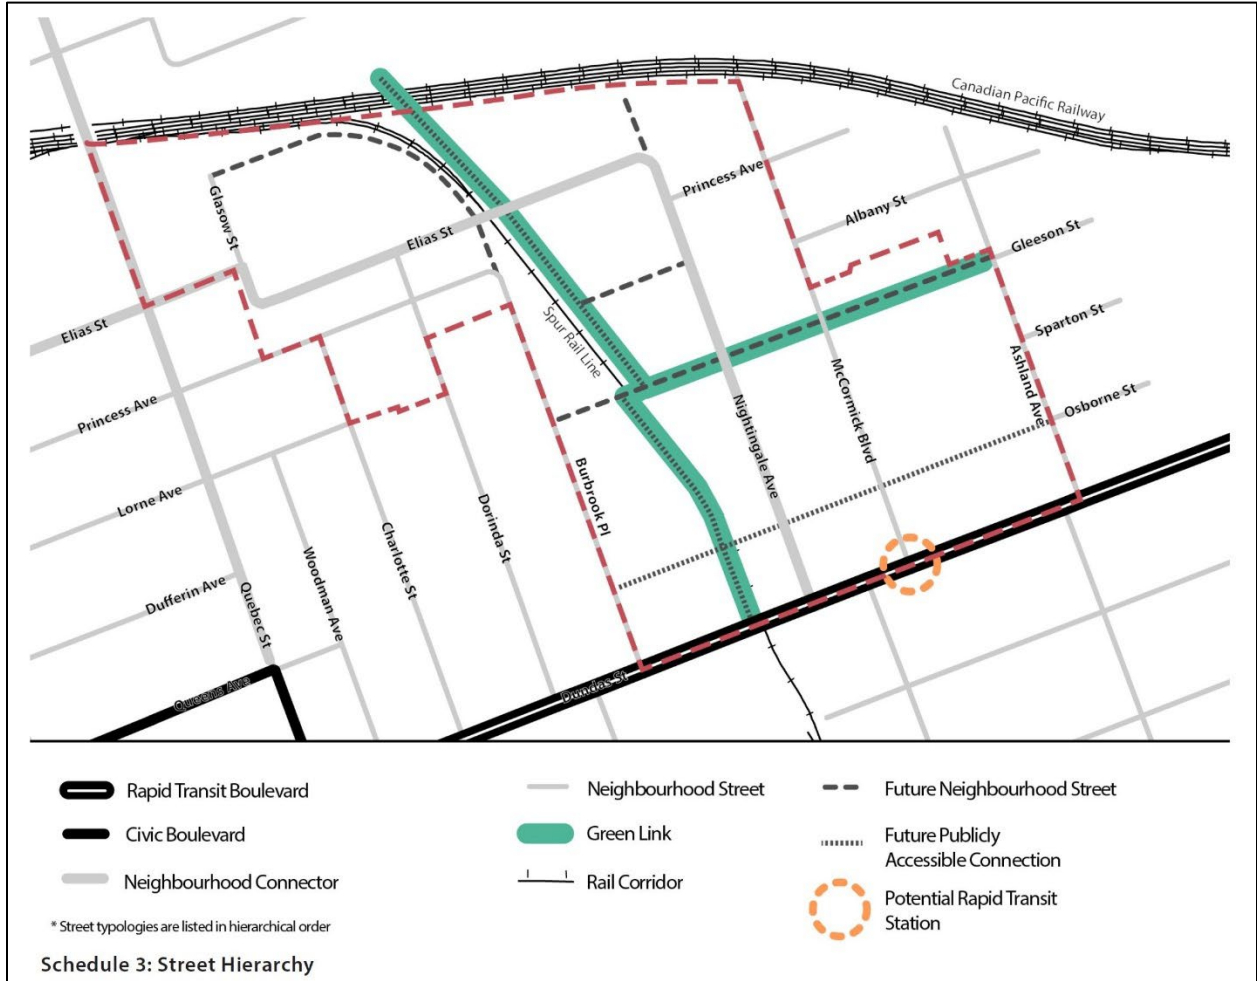 Canadian Pacific Railway
Princess Ave
Glasow St
Albany St
Elias St
Gleeson St
Elias St
Spur Rail Line
Sparton St
Princess Ave
McCormick Blvd
Ashland Ave
Osborne St
Nightingale Ave
Burbrook Pl
Lorne Ave
Dorinda St
Charlotte St
Woodman Ave
Dufferin Ave
Quebec St
Queens Ave
Dundas St
Rapid Transit Boulevard
Civic Boulevard
Neighbourhood Connector
Neighbourhood Street
Green Link
Rail Corridor
Future Neighbourhood Street
Future Publicly
Accessible Connection
Potential Rapid Transit
Station
* Street typologies are listed in hierarchical order
Schedule 3: Street Hierarchy